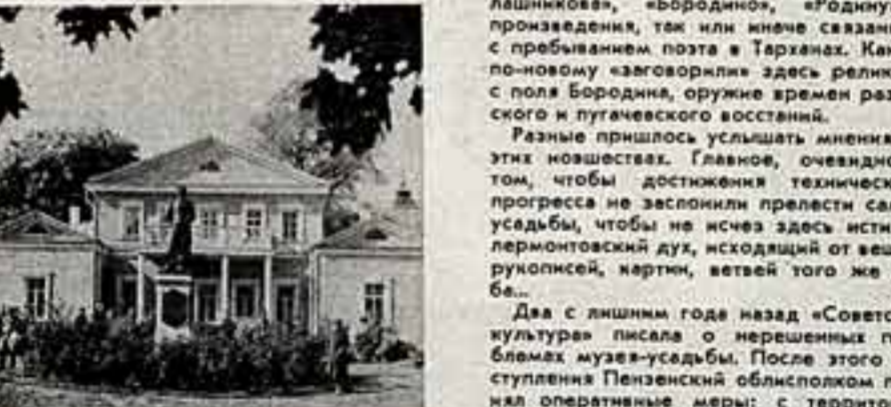 лашникова», «Бородино», «Родину
произведения, так или иначе связан
с пребыванием поэта в Тарханах. Ка
по-новому «заговорили» здесь релик
с поля Бородина, оружие времен раз
ского и пугачевского восстаний.
Разные пришлось услышать мнени
этих новшествах. Главное, очевидн
том, чтобы достижения техническ
прогресса не заслонили прелести са
усадьбы, чтобы не исчез здесь исти
лермонтовский дух, исходящий от вещ
рукописей, картин, ветвей того же
ба...
Два с лишним года назад «Советс
культура» писала о нерешенных п
блемах музея-усадьбы. После этого
ступления Пензенский облисполком п
нял оперативные меры: с террито